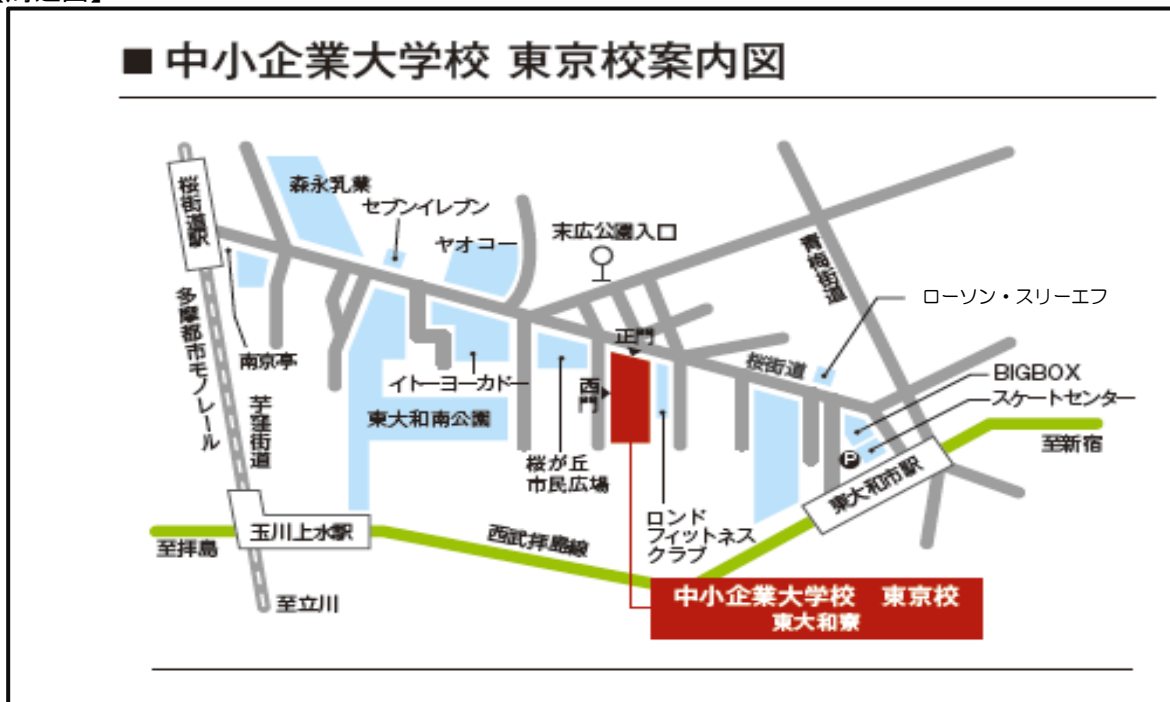 ■ 中小企業大学校 東京校案内図
桜街道駅
森永乳業
セブンイレブン
ヤオコー
末広公園入口
青梅街道
ローソン・スリーエフ
多摩都市モノレール
南京亭
正門
桜街道
BIGBOX
スケートセンター
イトーヨーカドー
西門
芋窪街道
東大和南公園
至新宿
P
東大和市駅
桜が丘
市民広場
ロンド
フィットネス
クラブ
玉川上水駅
西武拝島線
至拝島
至立川
中小企業大学校 東京校
東大和寮